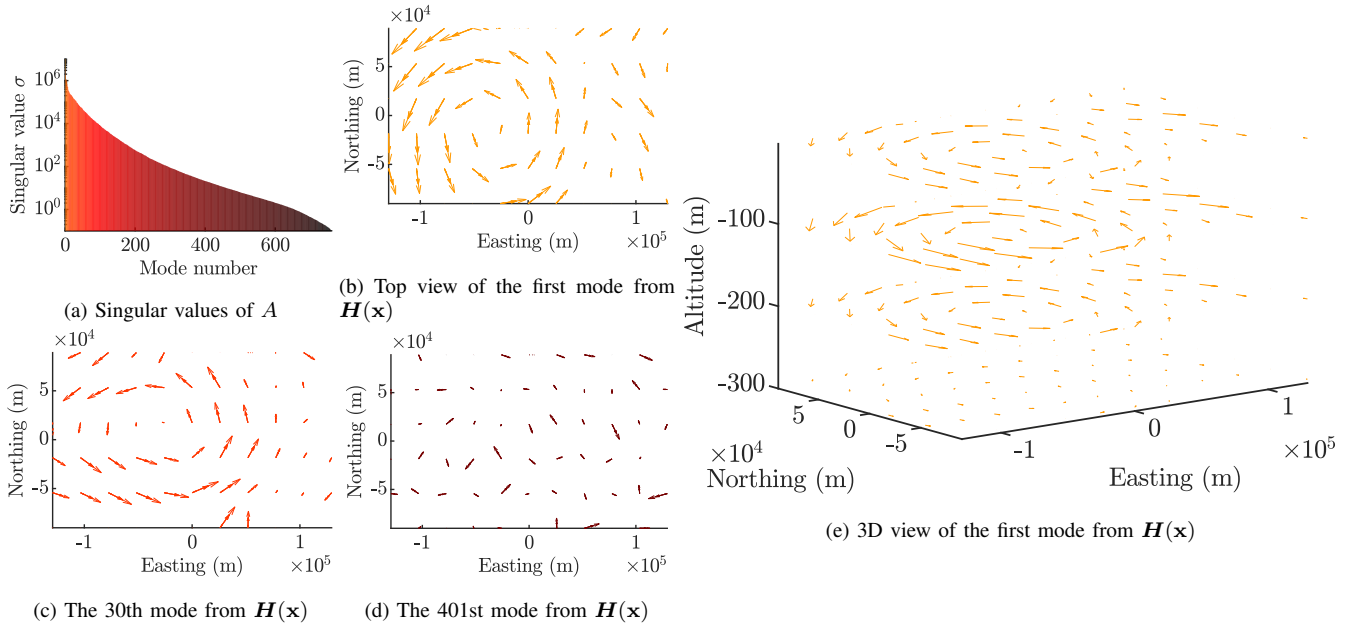 Singular value σ
10^6
10^4
10^2
10^0
0
200
400
600
Mode number
(a) Singular values of A
×10^4
Northing (m)
5
0
-5
-1
0
1
Easting (m)
×10^5
(b) Top view of the first mode from
H(x)
×10^4
Northing (m)
5
0
-5
-1
0
1
Easting (m)
×10^5
(c) The 30th mode from H(x)
×10^4
Northing (m)
5
0
-5
-1
0
1
Easting (m)
×10^5
(d) The 401st mode from H(x)
Altitude (m)
-100
-200
-300
5
0
-5
×10^4
Northing (m)
-1
0
1
×10^5
Easting (m)
(e) 3D view of the first mode from H(x)